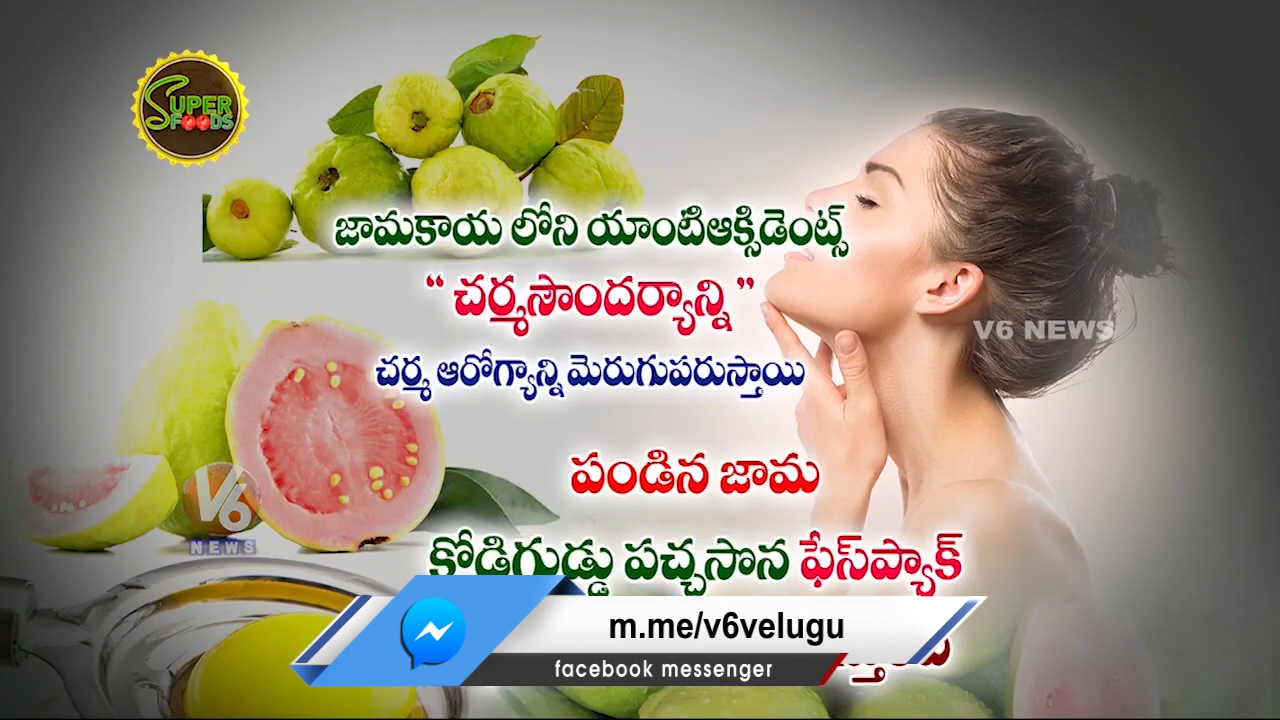 SUPER
FOODS
జామకాయ లోని యాంటిఆక్సిడెంట్స్
“ చర్మసౌందర్యాన్ని ”
చర్మ ఆరోగ్యాన్ని మెరుగుపరుస్తాయి
V6 NEWS
పండిన జామ
V6
NEWS
కోడిగుడ్డు పచ్చసొన ఫేస్‌ప్యాక్
m.me/v6velugu
facebook messenger